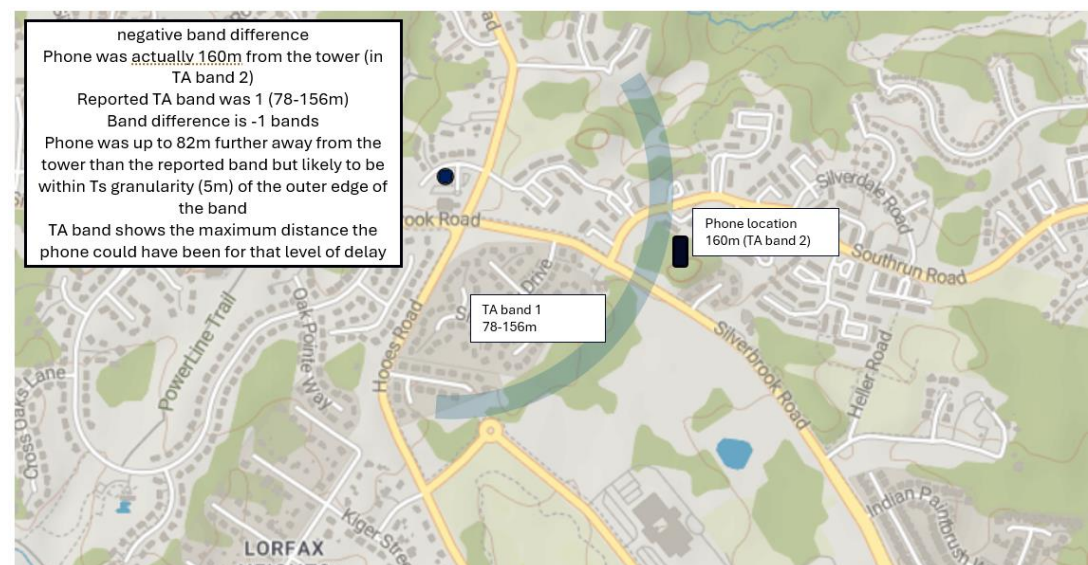 negative band difference
Phone was actually 160m from the tower (in
TA band 2)
Reported TA band was 1 (78-156m)
Band difference is -1 bands
Phone was up to 82m further away from the
tower than the reported band but likely to be
within Ts granularity (5m) of the outer edge of
the band
TA band shows the maximum distance the
phone could have been for that level of delay
ad
Silverdale Road
rook Road
Phone location
160m (TA band 2)
Southrun Road
Drive
TA band 1
78-156m
Oak Pointe Way
PowerLine Trail
Hooes Road
Silverbrook Road
Heller Road
Cross Oaks Lane
Indian Paintbrush
Kiger Stre
LORFAX
HEIGHTS